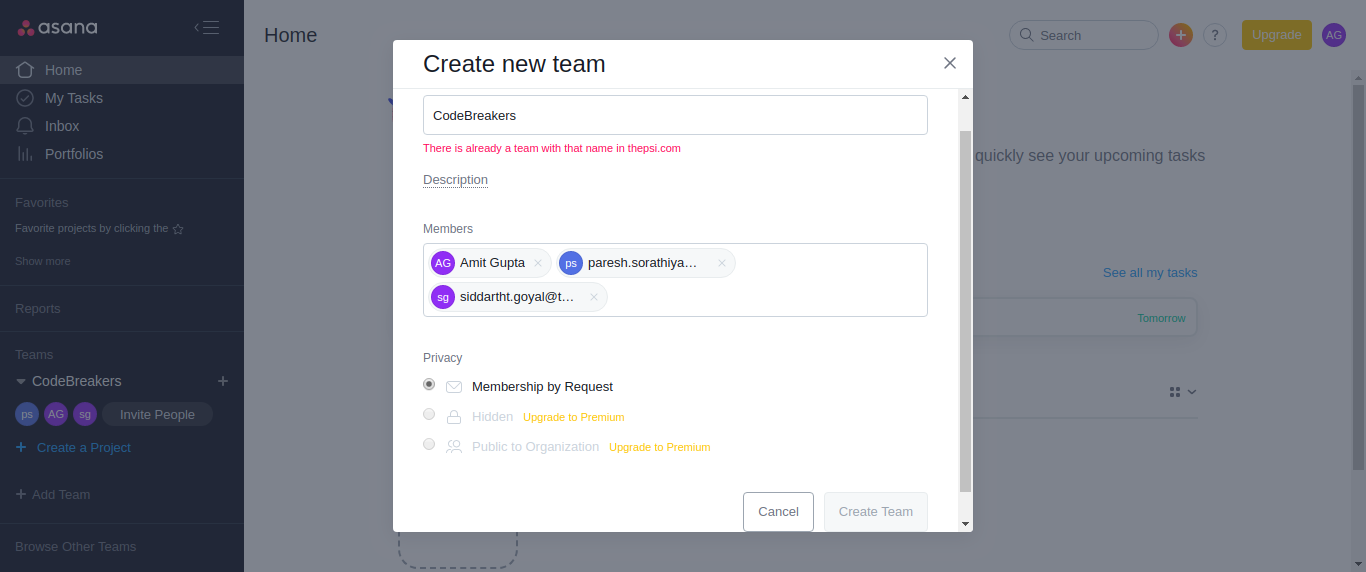 asana
Home
My Tasks
Inbox
Portfolios
Favorites
Favorite projects by clicking the
Show more
Reports
Teams
CodeBreakers
ps AG sg Invite People
Create a Project
Add Team
Browse Other Teams
Home
Search
?
Upgrade
AG
quickly see your upcoming tasks
See all my tasks
Tomorrow
Create new team
CodeBreakers
There is already a team with that name in thepsi.com
Description
Members
AG Amit Gupta ps paresh.sorathiya…
sg siddartht.goyal@t…
Privacy
Membership by Request
Hidden Upgrade to Premium
Public to Organization Upgrade to Premium
Cancel Create Team